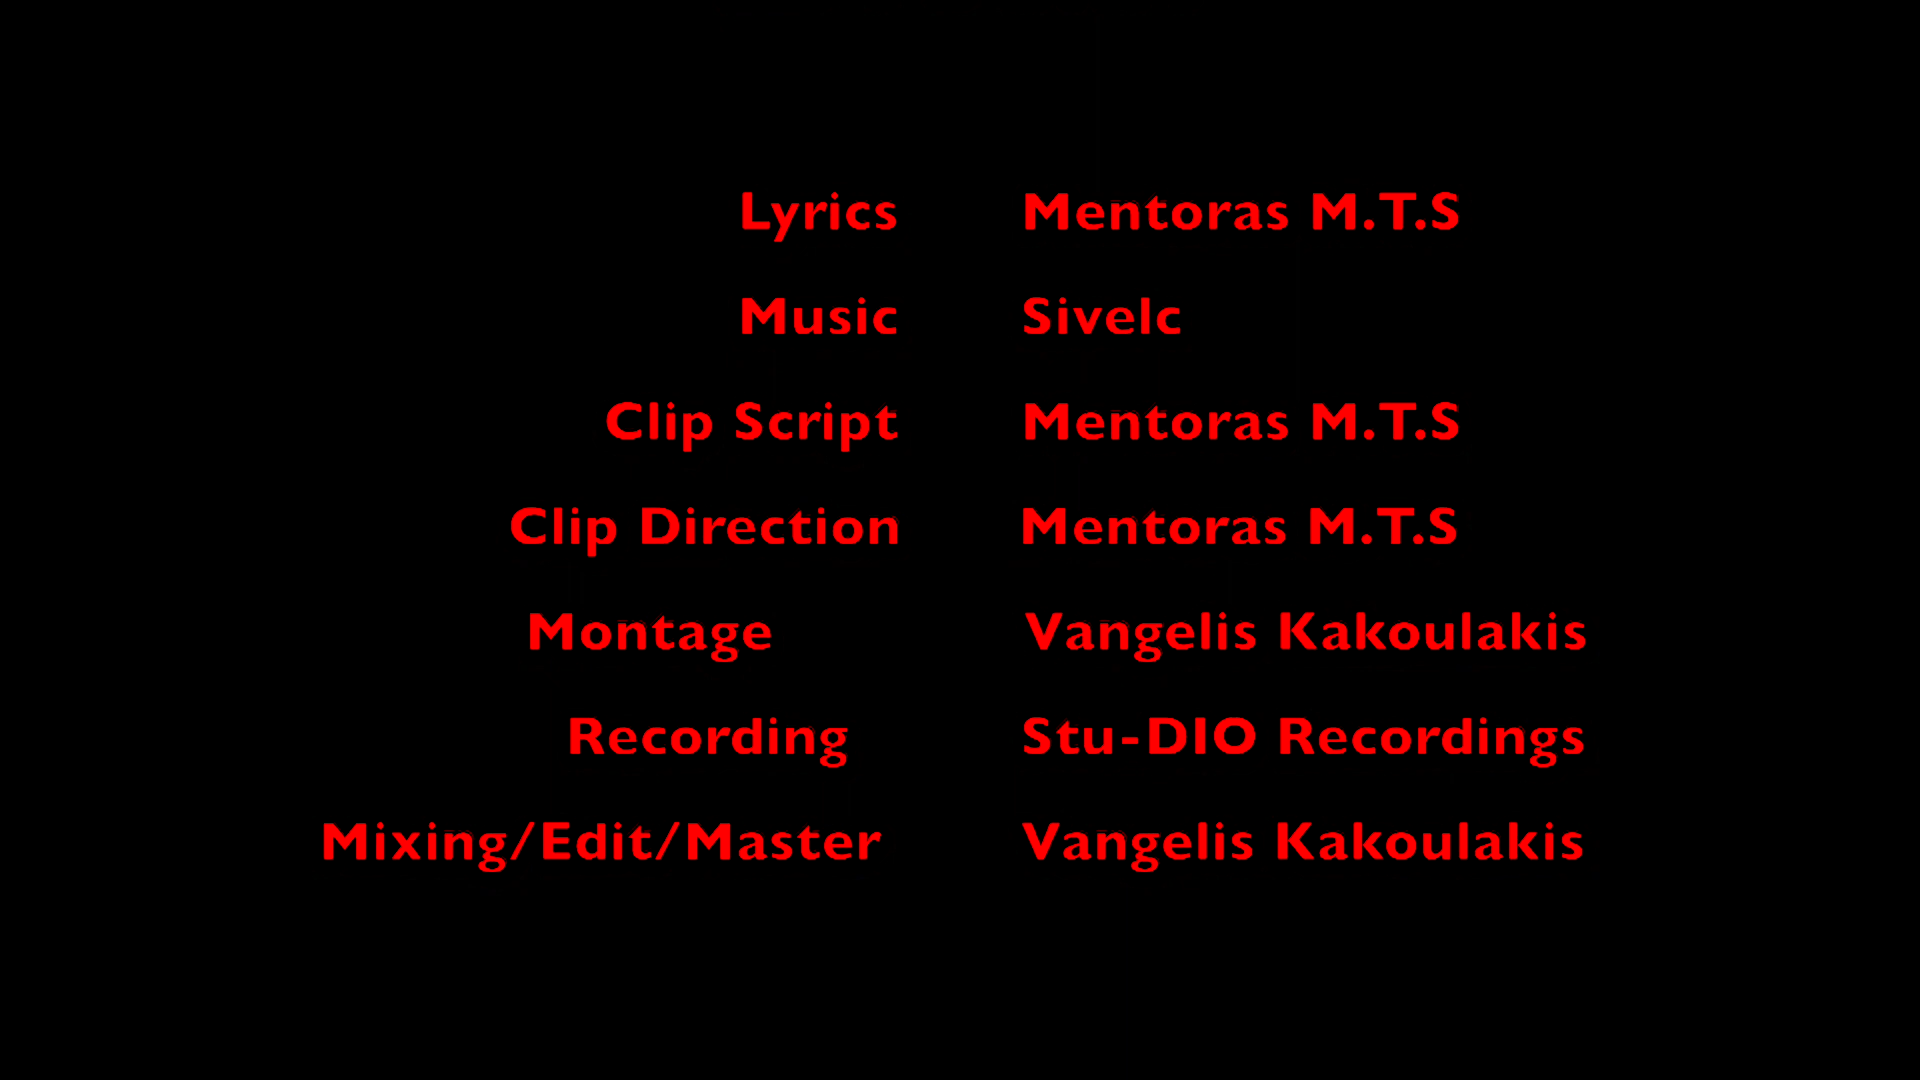 Lyrics Mentoras M.T.S
Music Sivelc
Clip Script Mentoras M.T.S
Clip Direction Mentoras M.T.S
Montage Vangelis Kakoulakis
Recording Stu-DIO Recordings
Mixing/Edit/Master Vangelis Kakoulakis